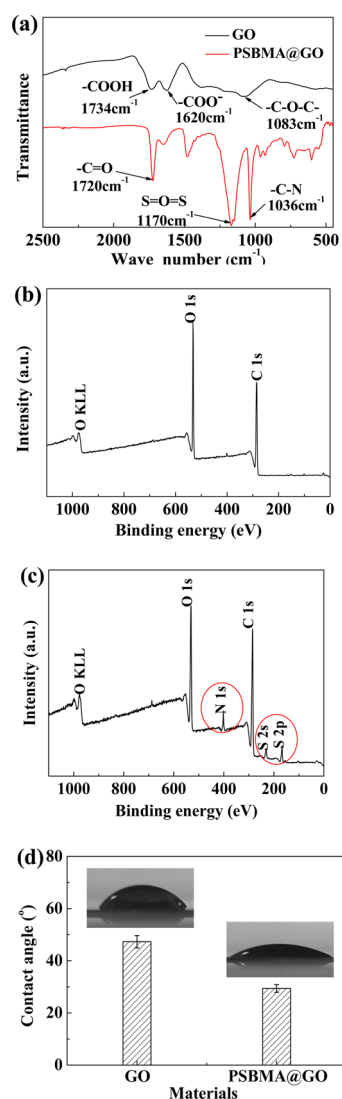 (a)
GO
PSBMA@GO
-COOH
1734cm⁻¹
-COO⁻
1620cm⁻¹
-C-O-C-
1083cm⁻¹
-C=O
1720cm⁻¹
S=O=S
1170cm⁻¹
-C-N
1036cm⁻¹
Transmittance
2500 2000 1500 1000 500
Wave number (cm⁻¹)
(b)
O KLL
O 1s
C 1s
Intensity (a.u.)
1000 800 600 400 200 0
Binding energy (eV)
(c)
O KLL
O 1s
N 1s
C 1s
S 2s
S 2p
Intensity (a.u.)
1000 800 600 400 200 0
Binding energy (eV)
(d)
80
60
40
20
0
Contact angle (°)
GO PSBMA@GO
Materials